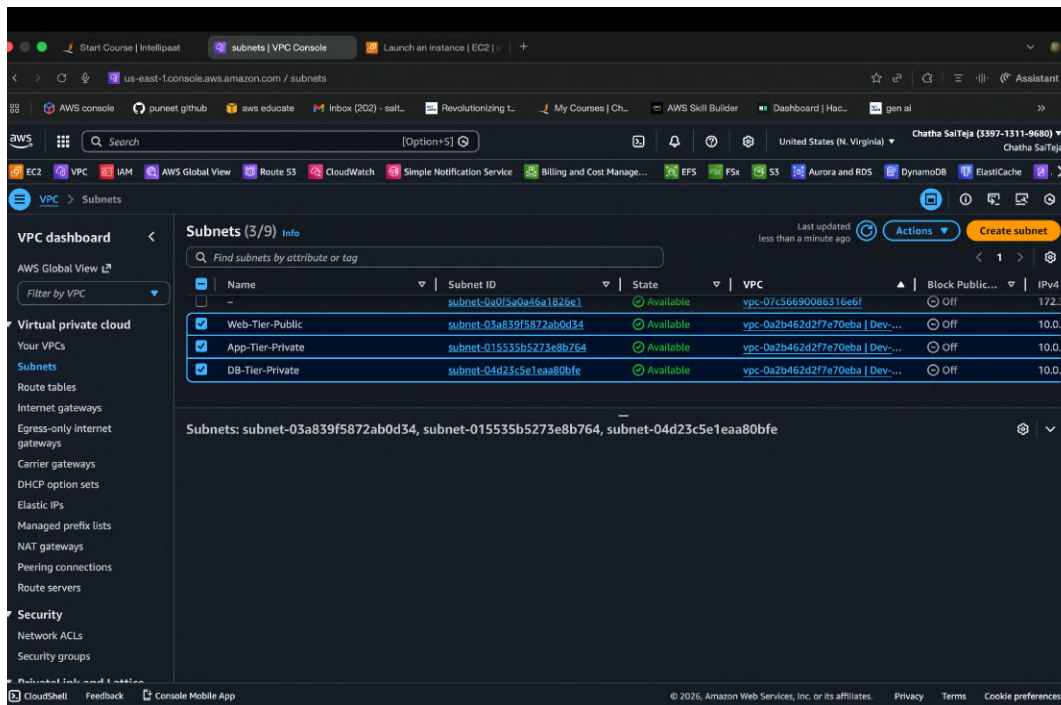 Start Course | Intellipaat
subnets | VPC Console
Launch an instance | EC2 |
us-east-1.console.aws.amazon.com / subnets
Assistant
AWS console
puneet github
aws educate
Inbox (202) - sait...
Revolutionizing t...
My Courses | Ch...
AWS Skill Builder
Dashboard | Hac...
gen ai
aws
Search
[Option+S]
United States (N. Virginia)
Chatha SaiTeja (3397-1311-9680)
Chatha SaiTeja
EC2
VPC
IAM
AWS Global View
Route 53
CloudWatch
Simple Notification Service
Billing and Cost Manage...
EFS
FSx
S3
Aurora and RDS
DynamoDB
ElastiCache
VPC > Subnets
VPC dashboard
AWS Global View
Filter by VPC
Virtual private cloud
Your VPCs
Subnets
Route tables
Internet gateways
Egress-only internet
gateways
Carrier gateways
DHCP option sets
Elastic IPs
Managed prefix lists
NAT gateways
Peering connections
Route servers
Security
Network ACLs
Security groups
PrivateLink and Lattice
Subnets (3/9) Info
Last updated
less than a minute ago
Actions
Create subnet
Find subnets by attribute or tag
1
Name | Subnet ID | State | VPC | Block Public... | IPv4
– subnet-0a0f5a0a46a1826e1 Available vpc-07c56690086316e6f Off 172.
Web-Tier-Public subnet-03a839f5872ab0d34 Available vpc-0a2b462d2f7e70eba | Dev-... Off 10.0.
App-Tier-Private subnet-015535b5273e8b764 Available vpc-0a2b462d2f7e70eba | Dev-... Off 10.0.
DB-Tier-Private subnet-04d23c5e1eaa80bfe Available vpc-0a2b462d2f7e70eba | Dev-... Off 10.0.
Subnets: subnet-03a839f5872ab0d34, subnet-015535b5273e8b764, subnet-04d23c5e1eaa80bfe
CloudShell
Feedback
Console Mobile App
© 2026, Amazon Web Services, Inc. or its affiliates.
Privacy
Terms
Cookie preferences